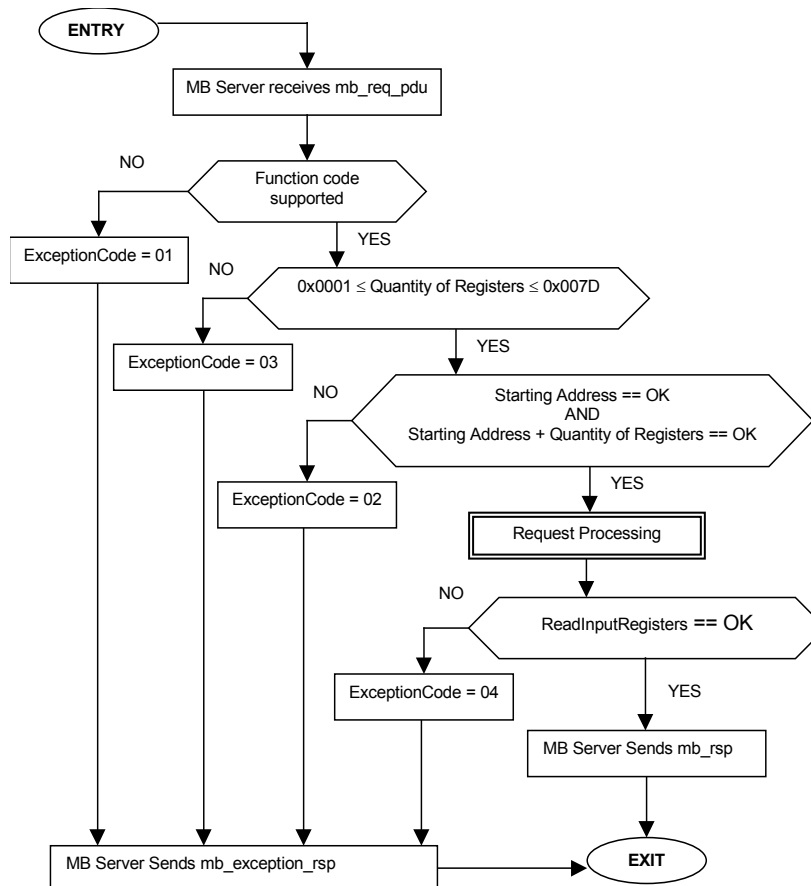 ENTRY
MB Server receives mb_req_pdu
NO
Function code
supported
YES
ExceptionCode = 01
NO
0x0001 ≤ Quantity of Registers ≤ 0x007D
YES
ExceptionCode = 03
NO
Starting Address == OK
AND
Starting Address + Quantity of Registers == OK
YES
ExceptionCode = 02
Request Processing
NO
ReadInputRegisters == OK
YES
ExceptionCode = 04
MB Server Sends mb_rsp
MB Server Sends mb_exception_rsp
EXIT